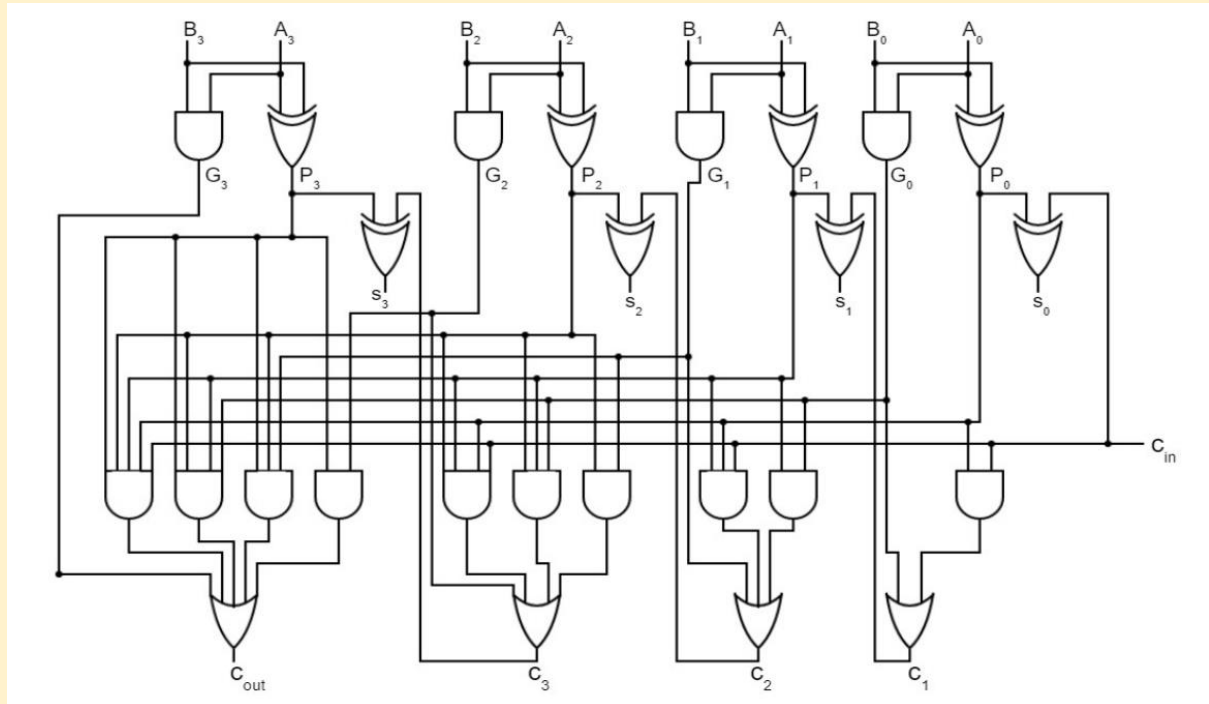 B3 A3 B2 A2 B1 A1 B0 A0
G3 P3 G2 P2 G1 P1 G0 P0
S3 S2 S1 S0
Cin
Cout C3 C2 C1